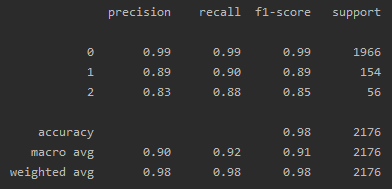 precision recall f1-score support
0 0.99 0.99 0.99 1966
1 0.89 0.90 0.89 154
2 0.83 0.88 0.85 56
accuracy 0.98 2176
macro avg 0.90 0.92 0.91 2176
weighted avg 0.98 0.98 0.98 2176